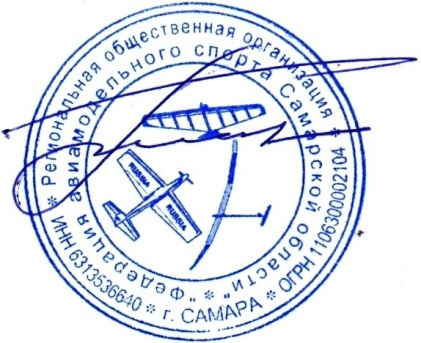 * Региональная общественная организация *
ИНН 6313536640 * г. САМАРА * ОГРН 1106300002104
* "Федерация авиамодельного спорта Самарской области"
RUSSIA
RUSSIA